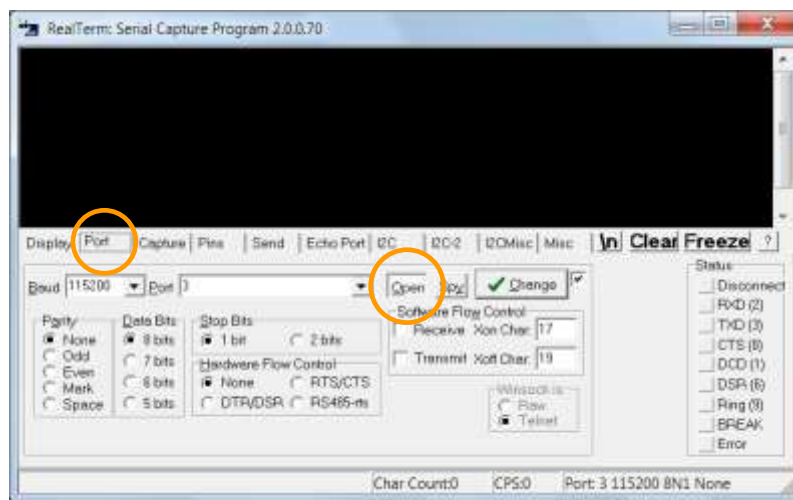 RealTerm: Serial Capture Program 2.0.0.70
Display Port Capture Pins Send Echo Port I2C I2C-2 I2CMisc Misc \n Clear Freeze ?
Status
Baud 115200 Port 3 Open Spy Change Disconnect
RXD (2)
Parity Data Bits Stop Bits Software Flow Control
None 8 bits 1 bit 2 bits Receive Xon Char: 17 TXD (3)
CTS (8)
Odd 7 bits Hardware Flow Control Transmit Xoff Char: 19 DCD (1)
Even
Mark 6 bits None RTS/CTS Winsock is DSR (6)
Space 5 bits DTR/DSR RS485-rts Raw Ring (9)
Telnet BREAK
Error
Char Count:0 CPS:0 Port: 3 115200 8N1 None